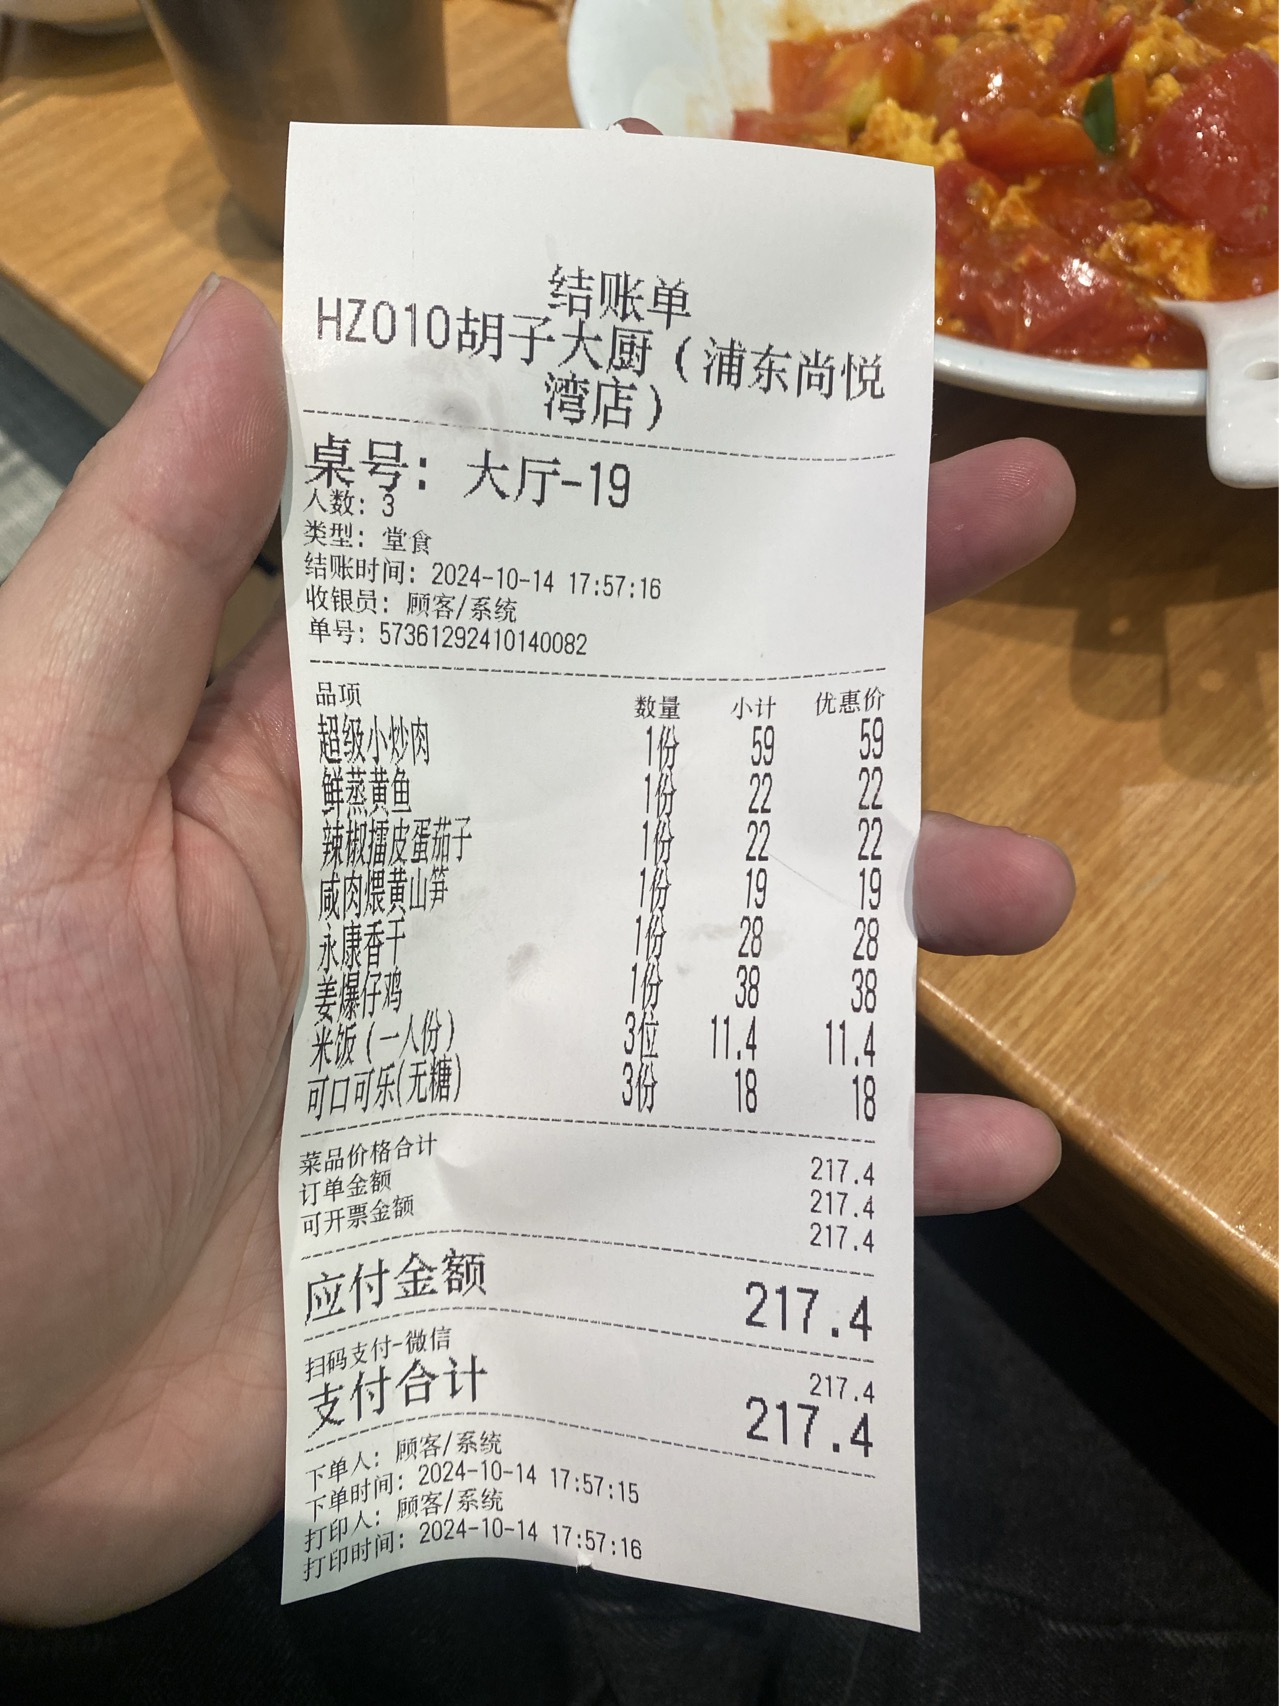 结账单
HZ010胡子大厨（浦东尚悦
湾店）
桌号：大厅-19
人数：3
类型：堂食
结账时间：2024-10-14 17:57:16
收银员：顾客/系统
单号：573612924101400082
品项 数量 小计 优惠价
超级小炒肉 1份 59 59
鲜蒸黄鱼 1份 22 22
辣椒擂皮蛋茄子 1份 22 22
咸肉煨黄山笋 1份 19 19
永康香干 1份 28 28
姜爆仔鸡 1份 38 38
米饭（一人份） 3位 11.4 11.4
可口可乐(无糖) 3份 18 18
菜品价格合计 217.4
订单金额 217.4
可开票金额 217.4
应付金额 217.4
扫码支付-微信 217.4
支付合计 217.4
下单人：顾客/系统
下单时间：2024-10-14 17:57:15
打印人：顾客/系统
打印时间：2024-10-14 17:57:16